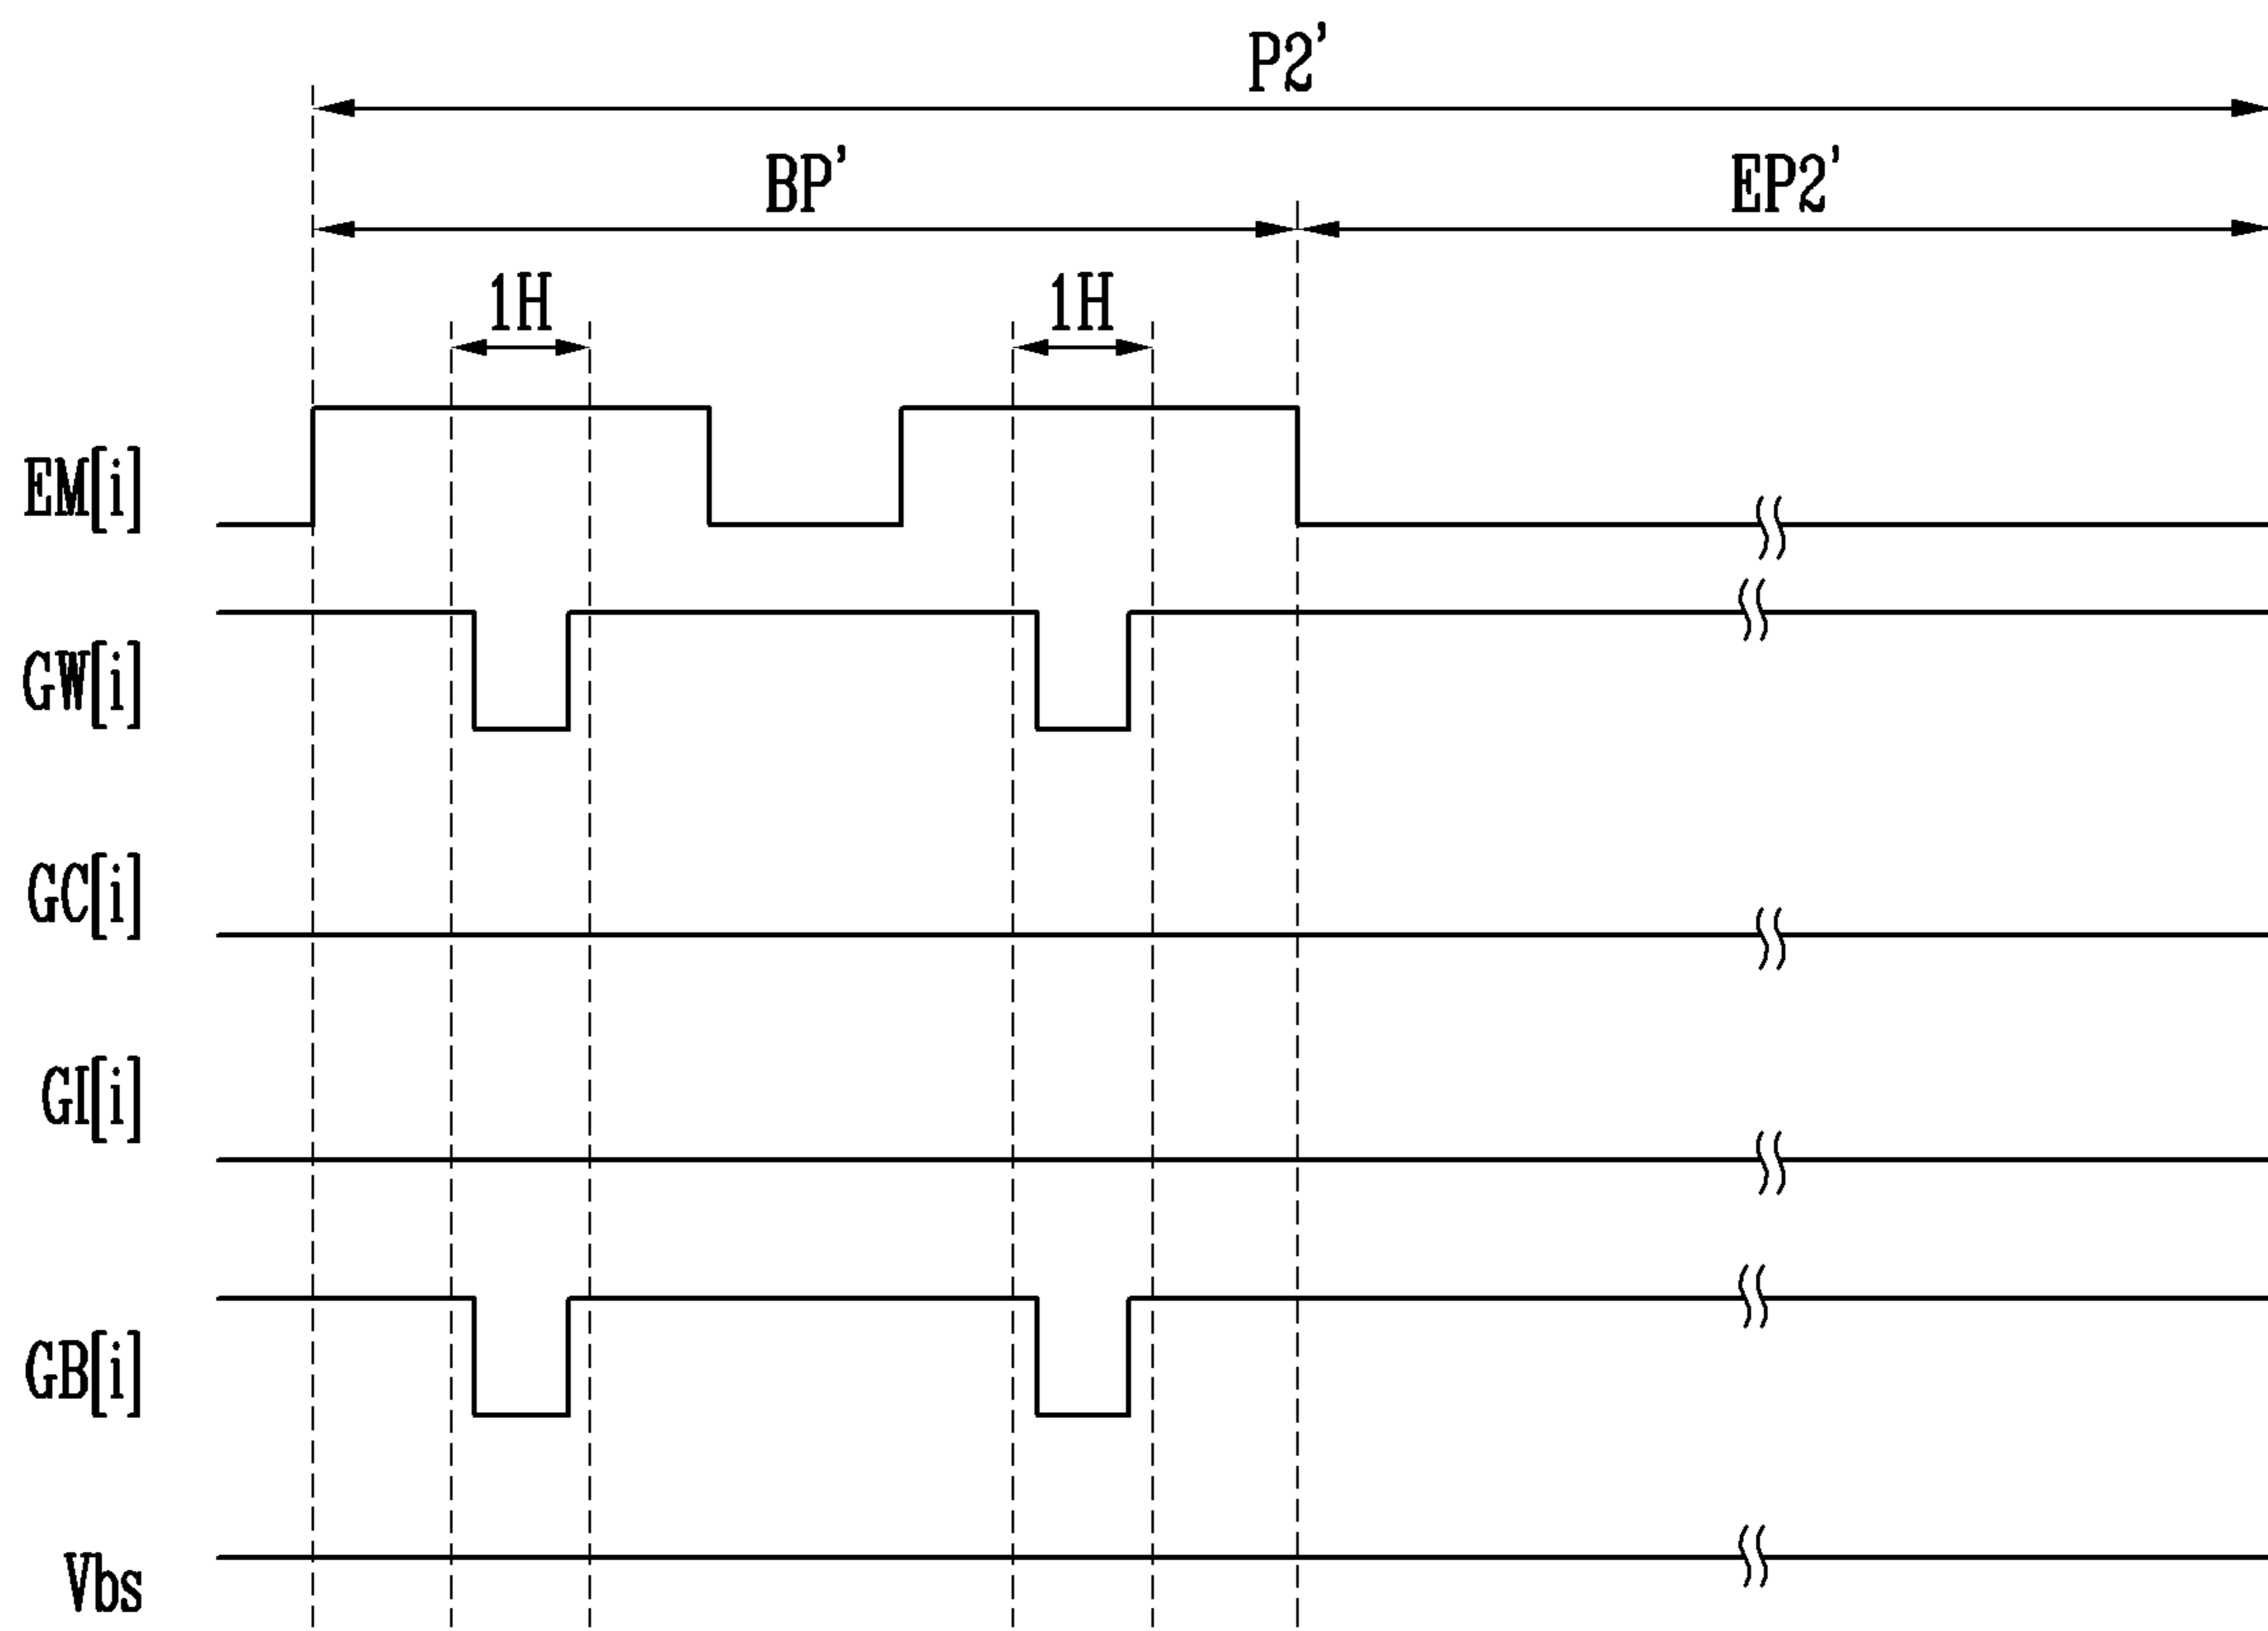 P2'
BP' EP2'
1H 1H
EM[i]
GW[i]
GC[i]
GI[i]
GB[i]
Vbs